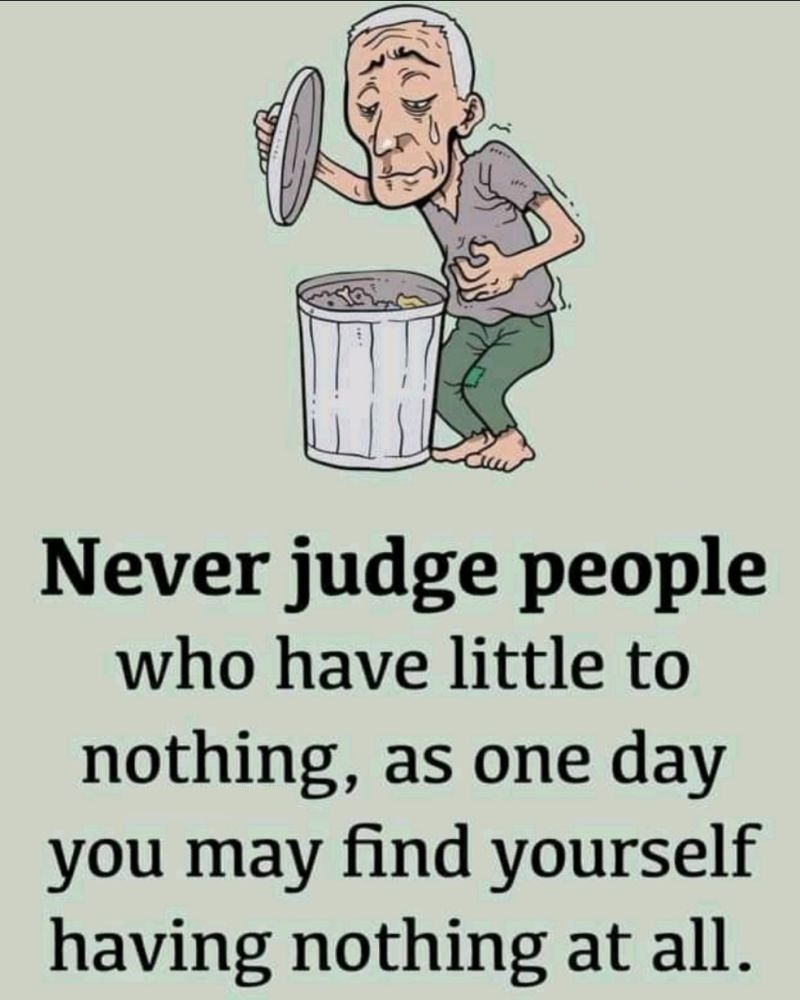 Never judge people
who have little to
nothing, as one day
you may find yourself
having nothing at all.